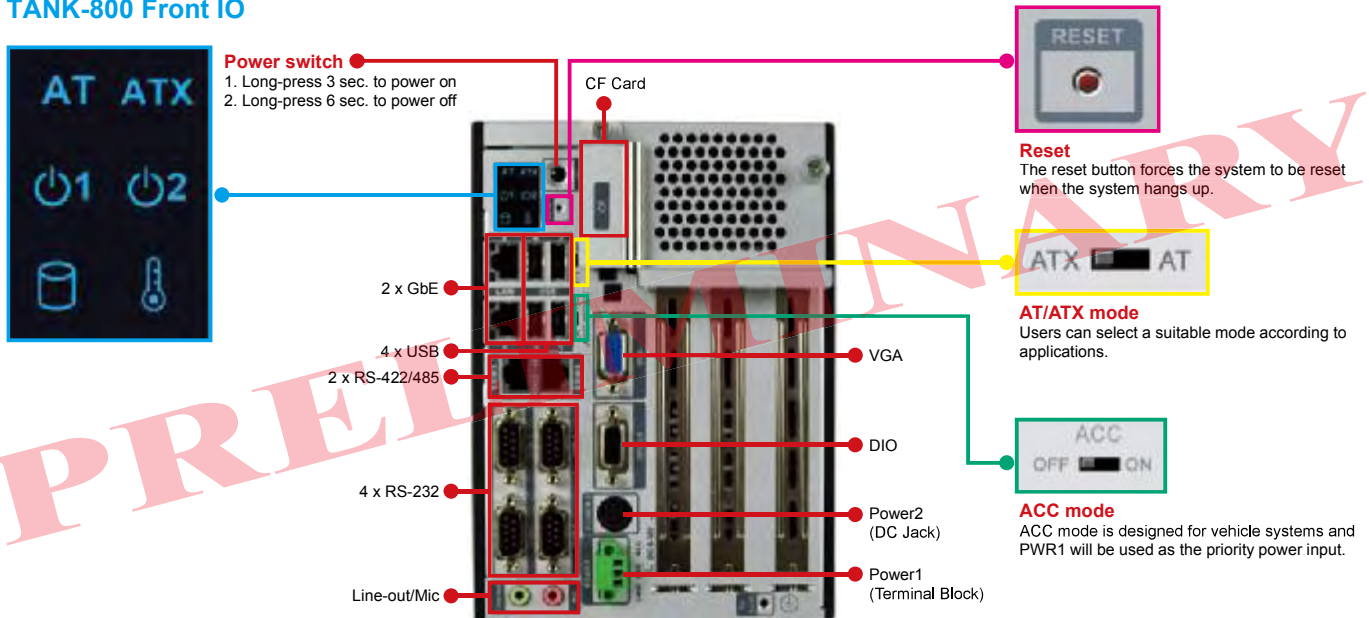 TANK-800 Front IO
AT ATX
1 2
Power switch
1. Long-press 3 sec. to power on
2. Long-press 6 sec. to power off
CF Card
RESET
Reset
The reset button forces the system to be reset
when the system hangs up.
ATX AT
AT/ATX mode
Users can select a suitable mode according to
applications.
ACC
OFF ON
ACC mode
ACC mode is designed for vehicle systems and
PWR1 will be used as the priority power input.
2 x GbE
4 x USB
2 x RS-422/485
4 x RS-232
Line-out/Mic
VGA
DIO
Power2
(DC Jack)
Power1
(Terminal Block)
AT ATX
CF
LAN
PRELIMINARY